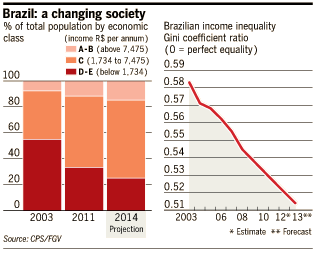 Brazil: a changing society
% of total population by economic
class
(income R$ per annum)
A-B (above 7,475)
C (1,734 to 7,475)
D-E (below 1,734)
100
80
60
40
20
0
2003
2011
2014
Projection
Source: CPS/FGV
Brazilian income inequality
Gini coefficient ratio
(0 = perfect equality)
0.59
0.58
0.57
0.56
0.55
0.54
0.53
0.52
0.51
2003 06 08 10 12* 13**
* Estimate ** Forecast